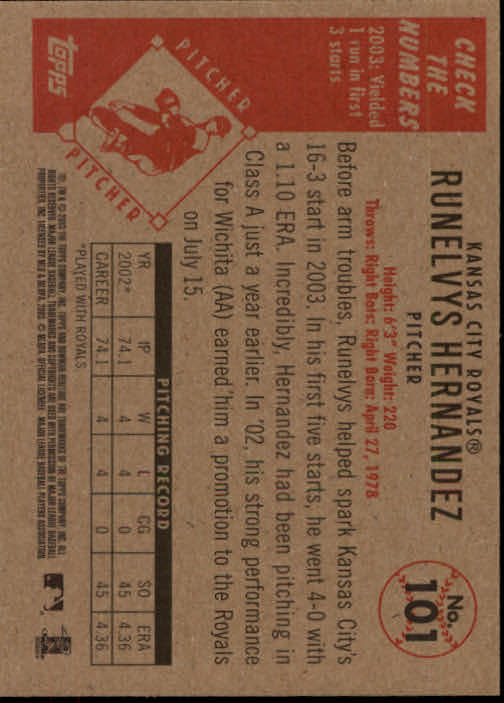 No.
101
KANSAS CITY ROYALS®
RUNELVYS HERNANDEZ
PITCHER
Height: 6'3" Weight: 220
Throws: Right Bats: Right Born: April 27, 1978
Before arm troubles, Runelvys helped spark Kansas City's
16-3 start in 2003. In his first five starts, he went 4-0 with
a 1.10 ERA. Incredibly, Hernandez had been pitching in
Class A just a year earlier. In '02, his strong performance
for Wichita (AA) earned him a promotion to the Royals
on July 15.
CHECK
THE
NUMBERS
2003: Yielded
1 run in first
3 starts
PITCHER
PITCHER
topps
PITCHING RECORD
YR IP W L CG SO ERA
2002* 74.1 4 4 0 45 4.36
CAREER 74.1 4 4 0 45 4.36
*PLAYED WITH ROYALS